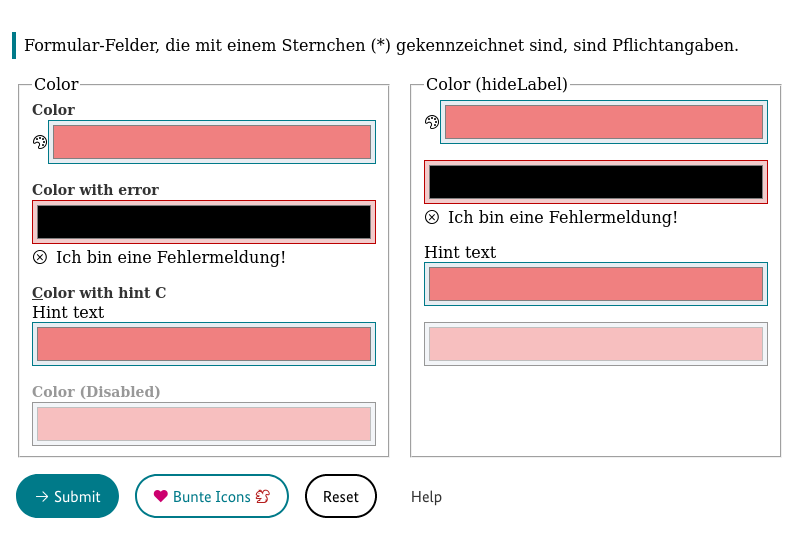 Formular-Felder, die mit einem Sternchen (*) gekennzeichnet sind, sind Pflichtangaben.
Color
Color
Color with error
Ich bin eine Fehlermeldung!
Color with hint C
Hint text
Color (Disabled)
Color (hideLabel)
Ich bin eine Fehlermeldung!
Hint text
Submit
Bunte Icons
Reset
Help